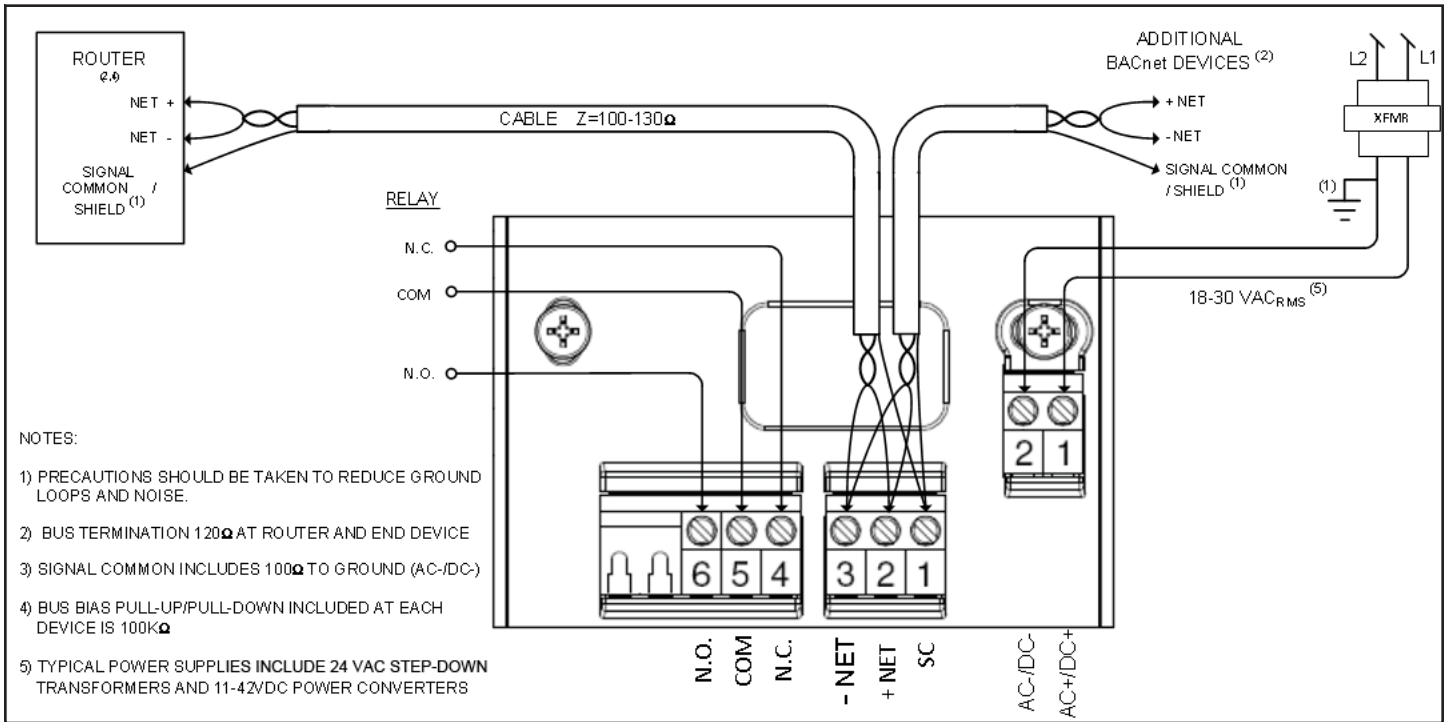 ROUTER
(2,4)
NET +
NET -
SIGNAL
COMMON /
SHIELD (1)
CABLE Z=100-130Ω
ADDITIONAL
BACnet DEVICES (2)
+ NET
- NET
SIGNAL COMMON
/ SHIELD (1)
L2
L1
XFMR
(1)
18-30 VACRMS (5)
RELAY
N.C.
COM
N.O.
2
1
6
5
4
3
2
1
N.O.
COM
N.C.
- NET
+ NET
SC
AC-/DC-
AC+/DC+
NOTES:
1) PRECAUTIONS SHOULD BE TAKEN TO REDUCE GROUND
LOOPS AND NOISE.
2) BUS TERMINATION 120Ω AT ROUTER AND END DEVICE
3) SIGNAL COMMON INCLUDES 100Ω TO GROUND (AC-/DC-)
4) BUS BIAS PULL-UP/PULL-DOWN INCLUDED AT EACH
DEVICE IS 100KΩ
5) TYPICAL POWER SUPPLIES INCLUDE 24 VAC STEP-DOWN
TRANSFORMERS AND 11-42VDC POWER CONVERTERS